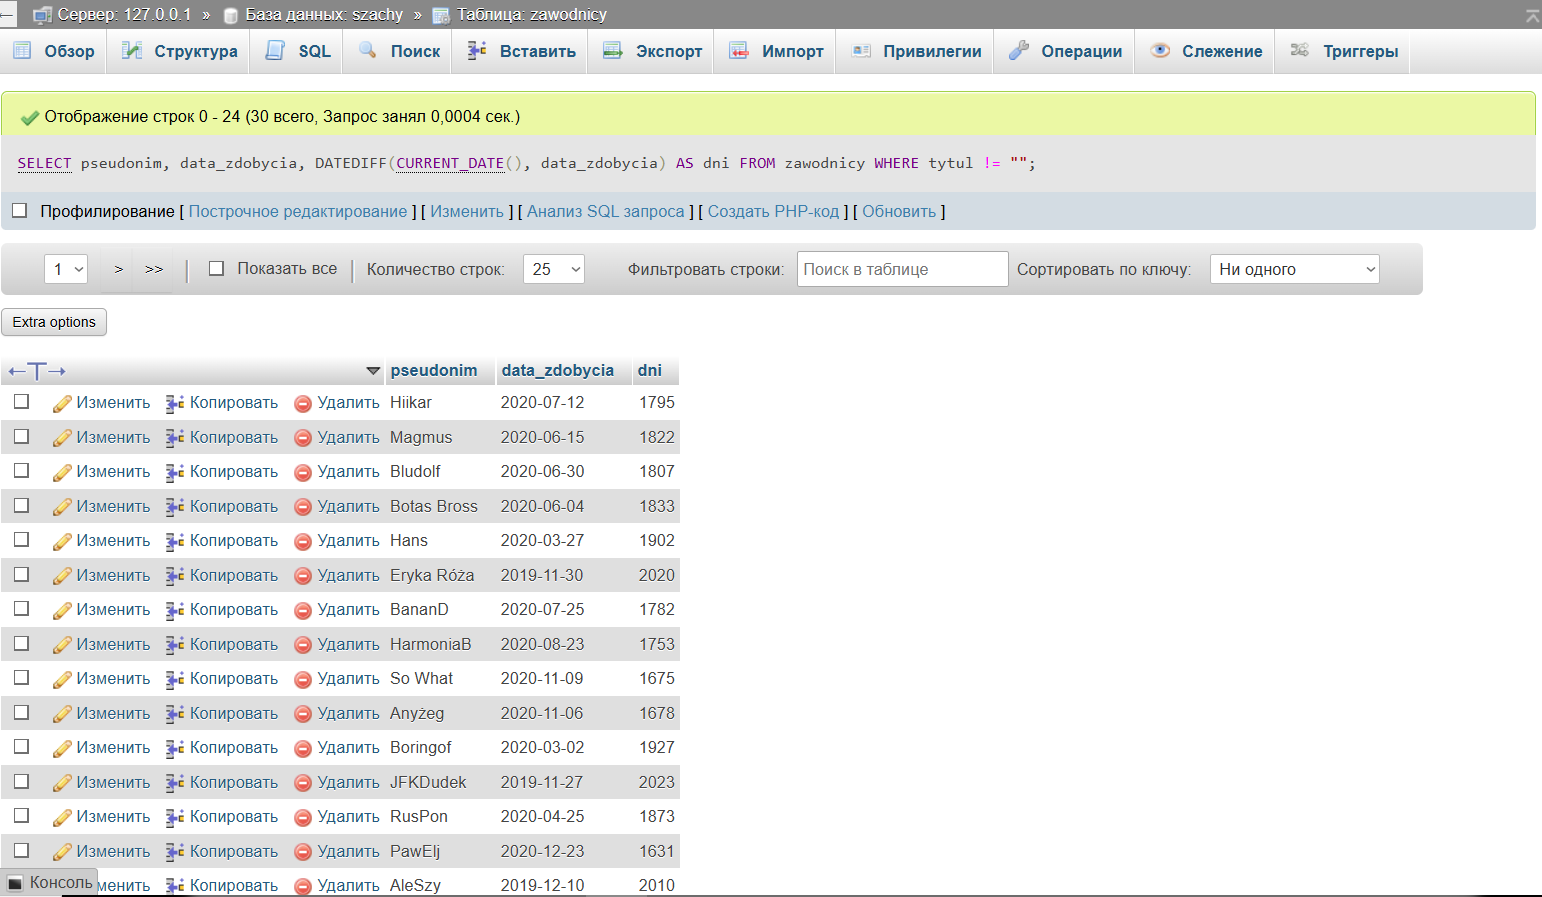 Сервер: 127.0.0.1 » База данных: szachy » Таблица: zawodnicy
Обзор Структура SQL Поиск Вставить Экспорт Импорт Привилегии Операции Слежение Триггеры
Отображение строк 0 - 24 (30 всего, Запрос занял 0,0004 сек.)
SELECT pseudonim, data_zdobycia, DATEDIFF(CURRENT_DATE(), data_zdobycia) AS dni FROM zawodnicy WHERE tytul != "";
Профилирование [ Построчное редактирование ] [ Изменить ] [ Анализ SQL запроса ] [ Создать PHP-код ] [ Обновить ]
1 > >> Показать все Количество строк: 25 Фильтровать строки: Поиск в таблице Сортировать по ключу: Ни одного
Extra options
←T→ pseudonim data_zdobycia dni
Изменить Копировать Удалить Hiikar 2020-07-12 1795
Изменить Копировать Удалить Magmus 2020-06-15 1822
Изменить Копировать Удалить Bludolf 2020-06-30 1807
Изменить Копировать Удалить Botas Bross 2020-06-04 1833
Изменить Копировать Удалить Hans 2020-03-27 1902
Изменить Копировать Удалить Eryka Róża 2019-11-30 2020
Изменить Копировать Удалить BananD 2020-07-25 1782
Изменить Копировать Удалить HarmoniaB 2020-08-23 1753
Изменить Копировать Удалить So What 2020-11-09 1675
Изменить Копировать Удалить Anyżeg 2020-11-06 1678
Изменить Копировать Удалить Boringof 2020-03-02 1927
Изменить Копировать Удалить JFKDudek 2019-11-27 2023
Изменить Копировать Удалить RusPon 2020-04-25 1873
Изменить Копировать Удалить PawElj 2020-12-23 1631
Консоль менить Копировать Удалить AleSzy 2019-12-10 2010